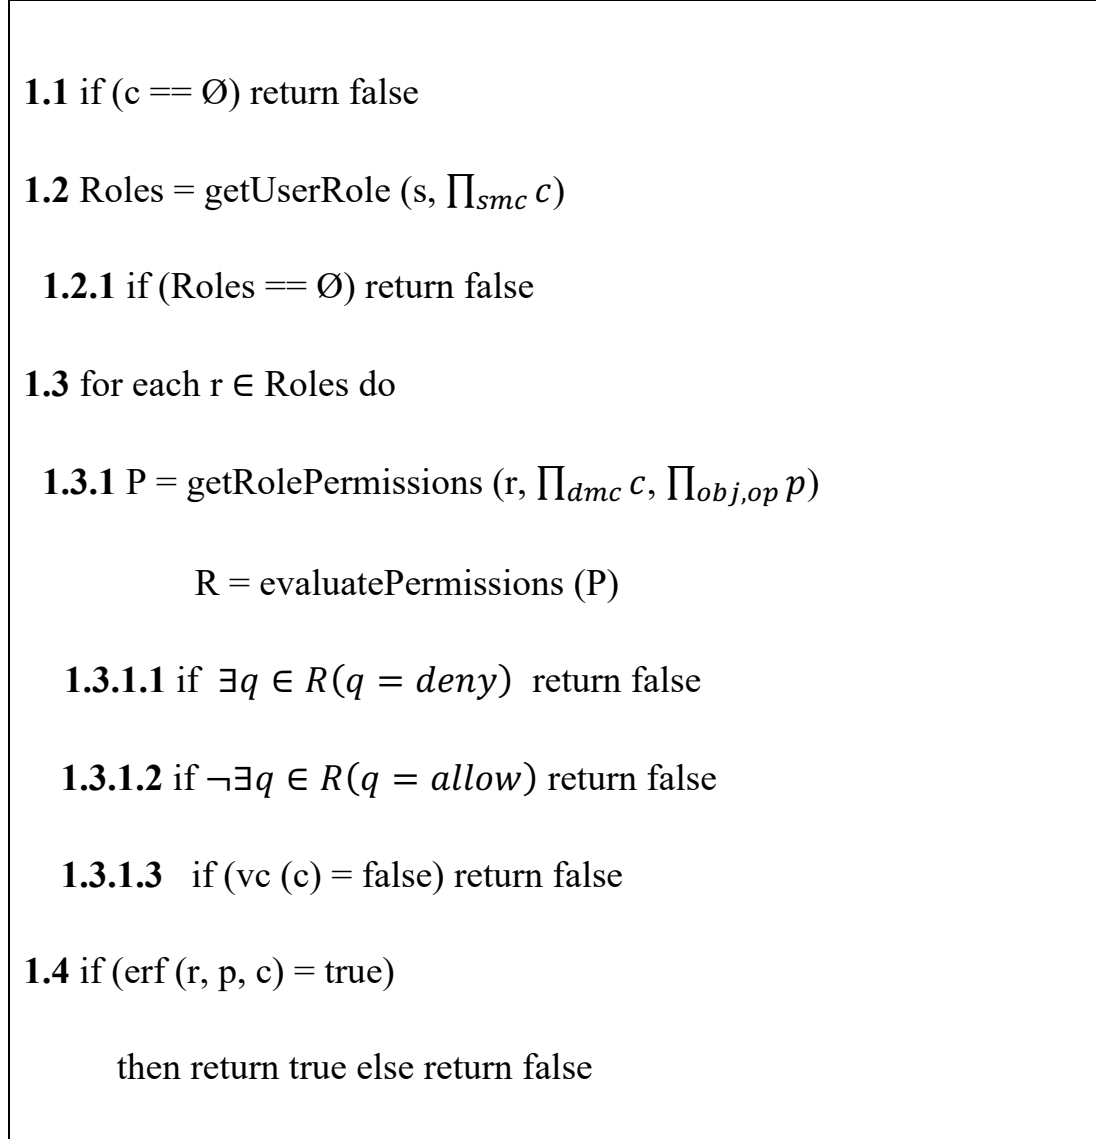 1.1 if (c == Ø) return false
1.2 Roles = getUserRole (s, ∏smc c)
1.2.1 if (Roles == Ø) return false
1.3 for each r ∈ Roles do
1.3.1 P = getRolePermissions (r, ∏dmc c, ∏obj,op p)
R = evaluatePermissions (P)
1.3.1.1 if ∃q ∈ R(q = deny) return false
1.3.1.2 if ¬∃q ∈ R(q = allow) return false
1.3.1.3 if (vc (c) = false) return false
1.4 if (erf (r, p, c) = true)
then return true else return false